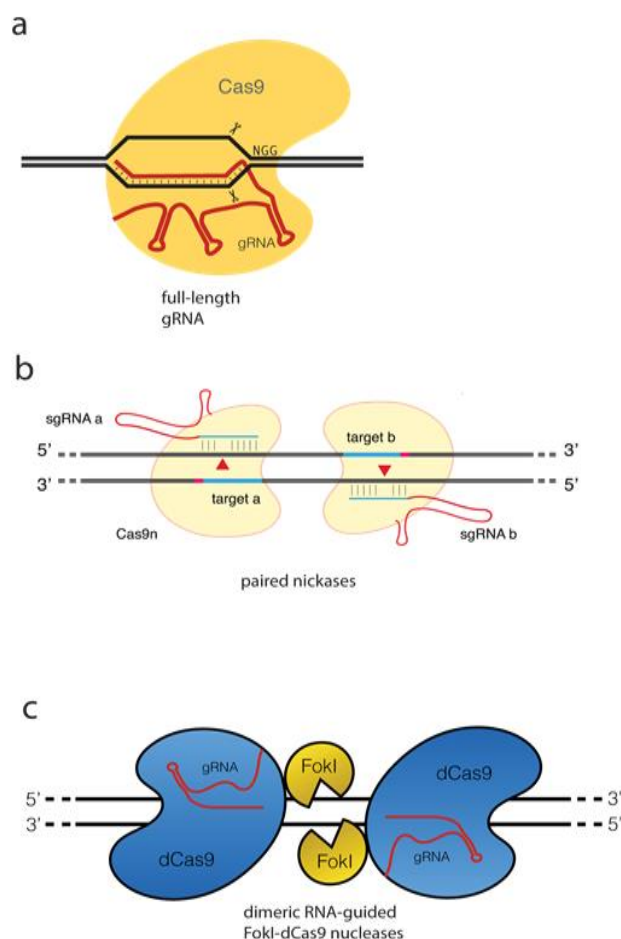 a
Cas9
NGG
gRNA
full-length
gRNA
b
sgRNA a
target b
5’ 3’
3’ 5’
target a
Cas9n
sgRNA b
paired nickases
c
gRNA
FokI
dCas9
5’ 3’
3’ 5’
dCas9
FokI
gRNA
dimeric RNA-guided
FokI-dCas9 nucleases